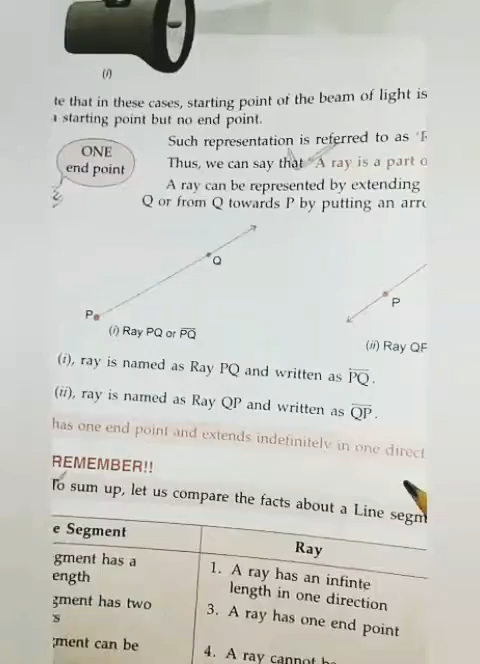 (i)
te that in these cases, starting point of the beam of light is
a starting point but no end point.
ONE
end point
Such representation is referred to as
Thus, we can say that "A ray is a part o
A ray can be represented by extending
Q or from Q towards P by putting an arro
Q
P
P
(i) Ray PQ or PQ
(ii) Ray QP
(i), ray is named as Ray PQ and written as PQ.
(ii), ray is named as Ray QP and written as QP.
has one end point and extends indefinitely in one direct
REMEMBER!!
To sum up, let us compare the facts about a Line segm
e Segment
Ray
gment has a
ength
1. A ray has an infinte
length in one direction
gment has two
s
3. A ray has one end point
gment can be
4. A ray cannot be